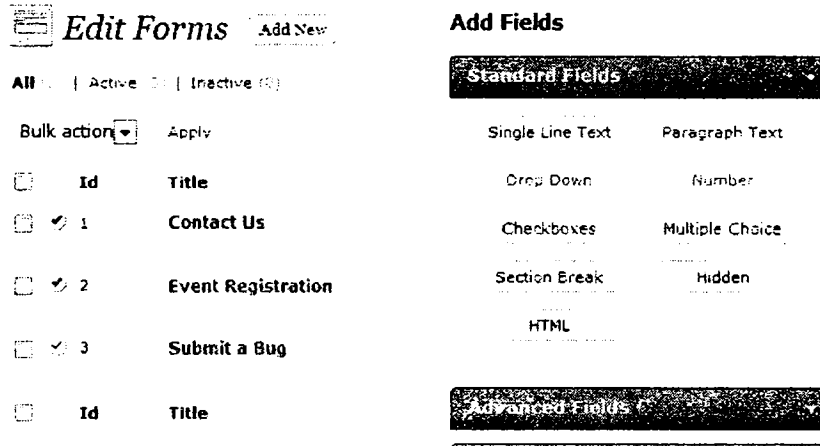 Edit Forms Add New
All | Active | Inactive (0)
Bulk action Apply
Id Title
1 Contact Us
2 Event Registration
3 Submit a Bug
Id Title
Add Fields
Standard Fields
Single Line Text Paragraph Text
Drop Down Number
Checkboxes Multiple Choice
Section Break Hidden
HTML
Advanced Fields